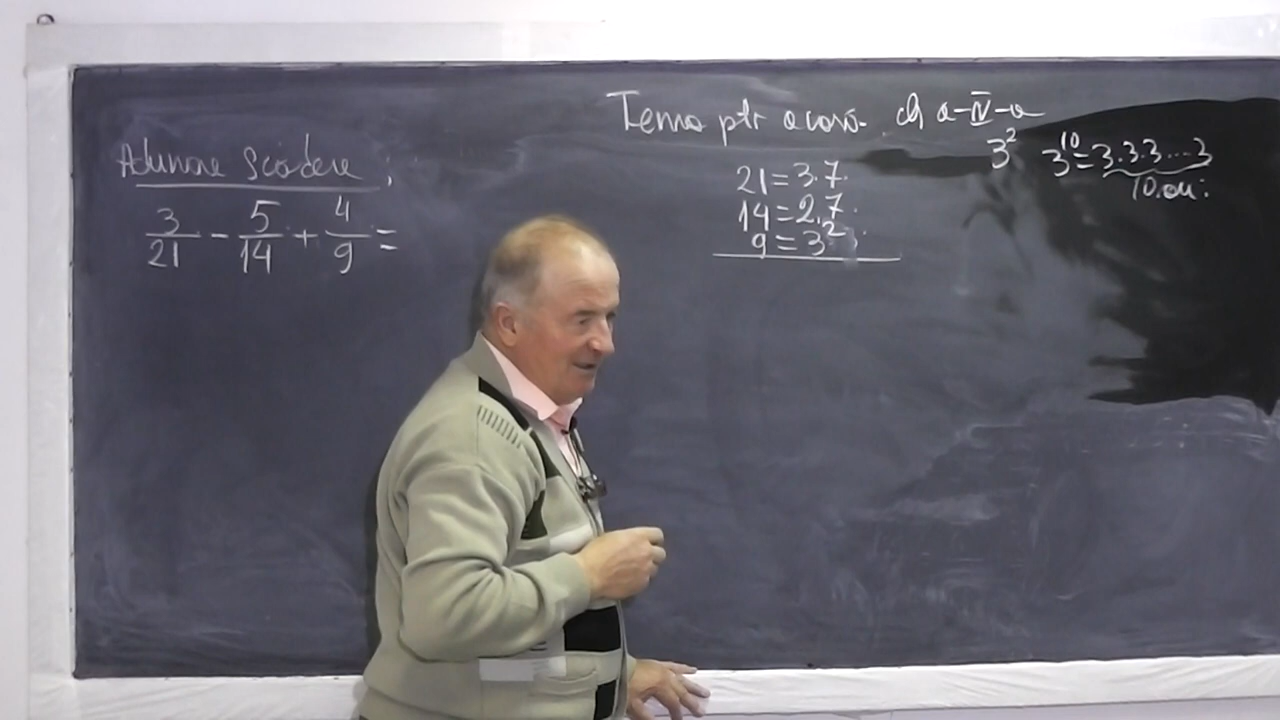 Tema ptr acasă cls a-IV-a
Adunare Scădere ;
3/21 - 5/14 + 4/9 =
21=3.7.
14=2.7.
9=3²
3² 3¹⁰=3.3.3...3
10.ori.